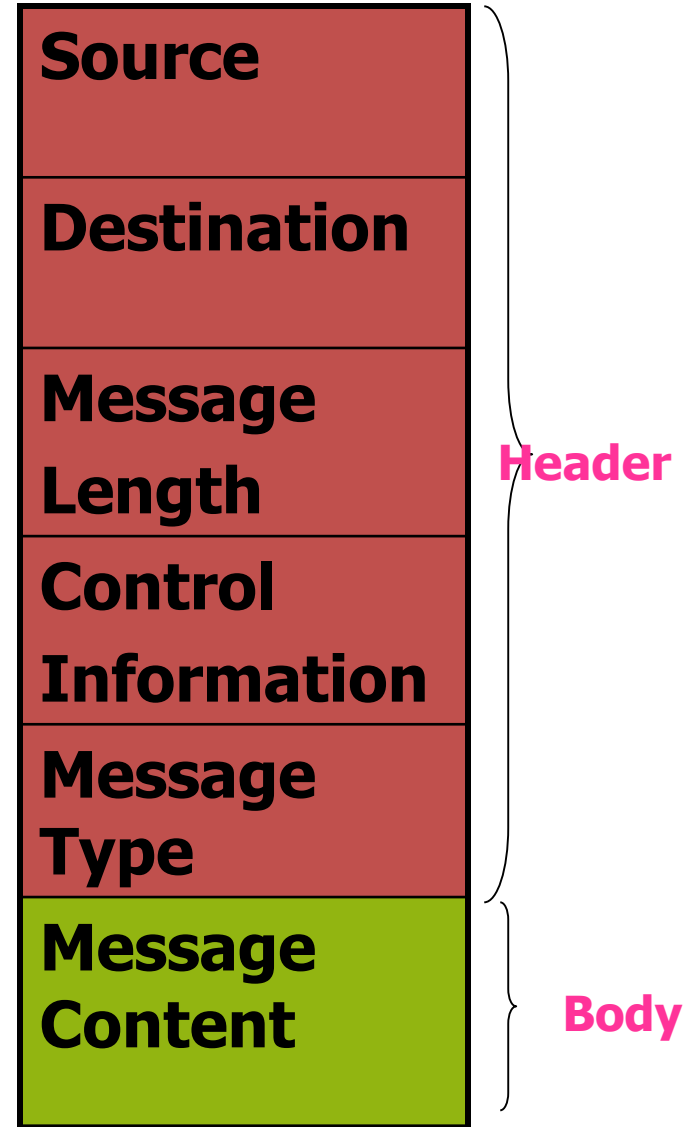 Source
Destination
Message
Length
Header
Control
Information
Message
Type
Message
Content
Body